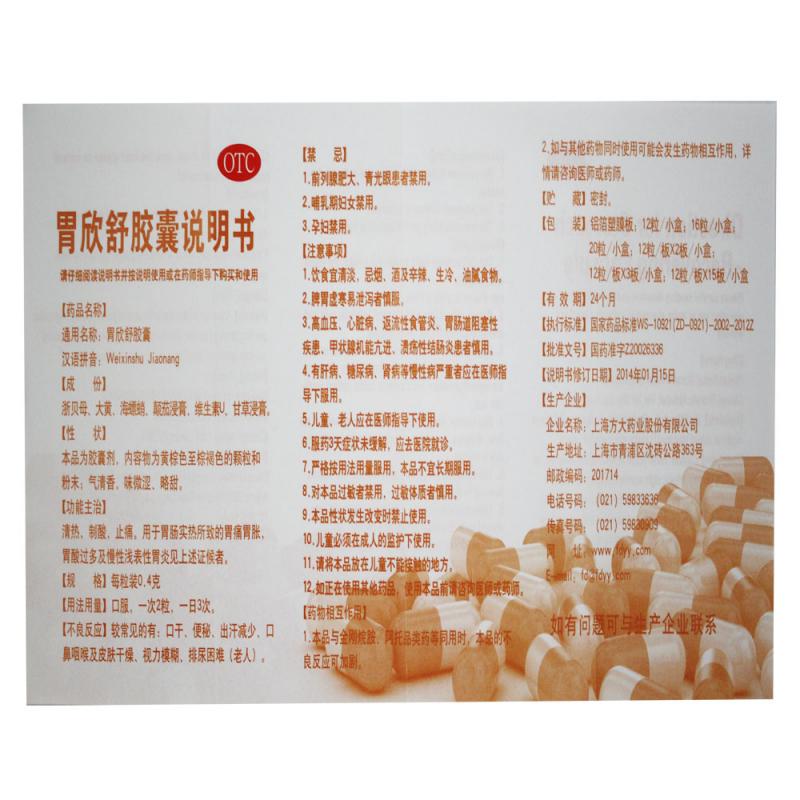 OTC
胃欣舒胶囊说明书
请仔细阅读说明书并按说明使用或在药师指导下购买和使用
【药品名称】
通用名称：胃欣舒胶囊
汉语拼音：Weixinshu Jiaonang
【成　份】
浙贝母、大黄、海螵蛸、颠茄浸膏、维生素U、甘草浸膏。
【性　状】
本品为胶囊剂，内容物为黄棕色至棕褐色的颗粒和
粉末；气清香，味微涩、略甜。
【功能主治】
清热、制酸、止痛。用于胃肠实热所致的胃痛胃胀、
胃酸过多及慢性浅表性胃炎见上述证候者。
【规　格】每粒装0.4克
【用法用量】口服，一次2粒，一日3次。
【不良反应】较常见的有：口干、便秘、出汗减少、口
鼻咽喉及皮肤干燥、视力模糊，排尿困难（老人）。
【禁　忌】
1.前列腺肥大、青光眼患者禁用。
2.哺乳期妇女禁用。
3.孕妇禁用。
【注意事项】
1.饮食宜清淡，忌烟、酒及辛辣、生冷、油腻食物。
2.脾胃虚寒易泄泻者慎服。
3.高血压、心脏病、返流性食管炎、胃肠道阻塞性
疾患、甲状腺机能亢进、溃疡性结肠炎患者慎用。
4.有肝病、糖尿病、肾病等慢性病严重者应在医师指
导下服用。
5.儿童、老人应在医师指导下使用。
6.服药3天症状未缓解，应去医院就诊。
7.严格按用法用量服用，本品不宜长期服用。
8.对本品过敏者禁用，过敏体质者慎用。
9.本品性状发生改变时禁止使用。
10.儿童必须在成人的监护下使用。
11.请将本品放在儿童不能接触的地方。
12.如正在使用其他药品，使用本品前请咨询医师或药师。
【药物相互作用】
1.本品与金刚烷胺、阿托品类药等同用时，本品的不
良反应可加剧。
2.如与其他药物同时使用可能会发生药物相互作用，详
情请咨询医师或药师。
【贮　藏】密封。
【包　装】铝箔塑膜板；12粒/小盒；16粒/小盒；
20粒/小盒；12粒/板X2板/小盒；
12粒/板X3板/小盒；12粒/板X15板/小盒
【有 效 期】24个月
【执行标准】国家药品标准WS-10921(ZD-0921)-2002-2012Z
【批准文号】国药准字Z20026336
【说明书修订日期】2014年01月15日
【生产企业】
企业名称：上海方大药业股份有限公司
生产地址：上海市青浦区沈砖公路363号
邮政编码：201714
电话号码：（021）59833636
传真号码：（021）59830909
网　址：www.fdyy.com
E-mail：fd@fdyy.com
如有问题可与生产企业联系